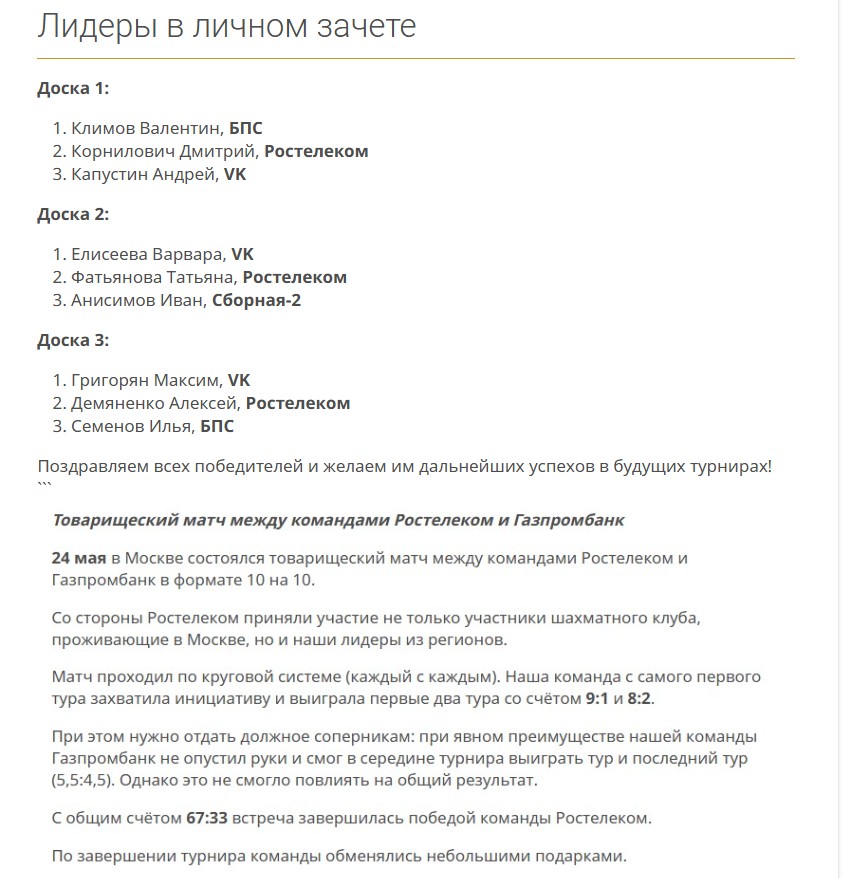 Лидеры в личном зачете
Доска 1:
1. Климов Валентин, БПС
2. Корнилович Дмитрий, Ростелеком
3. Капустин Андрей, VK
Доска 2:
1. Елисеева Варвара, VK
2. Фатьянова Татьяна, Ростелеком
3. Анисимов Иван, Сборная-2
Доска 3:
1. Григорян Максим, VK
2. Демяненко Алексей, Ростелеком
3. Семенов Илья, БПС
Поздравляем всех победителей и желаем им дальнейших успехов в будущих турнирах!
```
Товарищеский матч между командами Ростелеком и Газпромбанк
24 мая в Москве состоялся товарищеский матч между командами Ростелеком и
Газпромбанк в формате 10 на 10.
Со стороны Ростелеком приняли участие не только участники шахматного клуба,
проживающие в Москве, но и наши лидеры из регионов.
Матч проходил по круговой системе (каждый с каждым). Наша команда с самого первого
тура захватила инициативу и выиграла первые два тура со счётом 9:1 и 8:2.
При этом нужно отдать должное соперникам: при явном преимуществе нашей команды
Газпромбанк не опустил руки и смог в середине турнира выиграть тур и последний тур
(5,5:4,5). Однако это не смогло повлиять на общий результат.
С общим счётом 67:33 встреча завершилась победой команды Ростелеком.
По завершении турнира команды обменялись небольшими подарками.